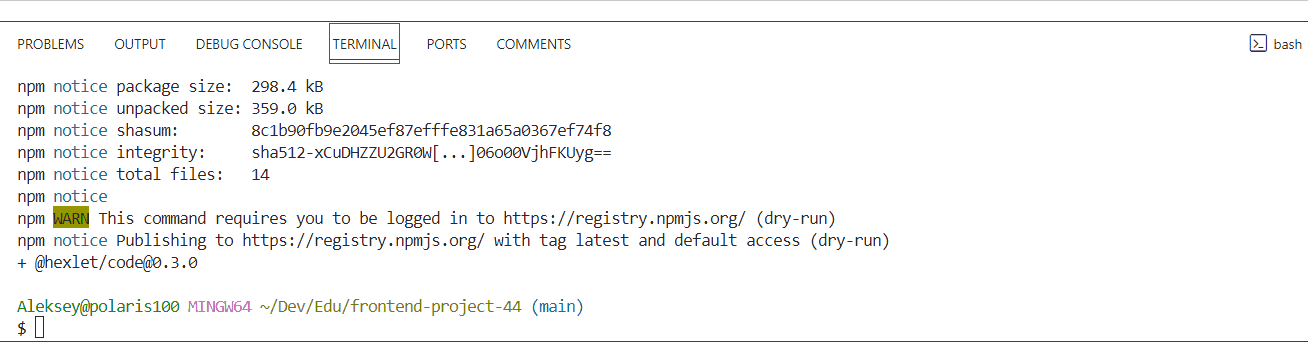 PROBLEMS OUTPUT DEBUG CONSOLE TERMINAL PORTS COMMENTS bash
npm notice package size: 298.4 kB
npm notice unpacked size: 359.0 kB
npm notice shasum: 8c1b90fb9e2045ef87efffe831a65a0367ef74f8
npm notice integrity: sha512-xCuDHZZU2GR0W[...]06o00VjhFKUyg==
npm notice total files: 14
npm notice
npm WARN This command requires you to be logged in to https://registry.npmjs.org/ (dry-run)
npm notice Publishing to https://registry.npmjs.org/ with tag latest and default access (dry-run)
+ @hexlet/code@0.3.0
Aleksey@polaris100 MINGW64 ~/Dev/Edu/frontend-project-44 (main)
$